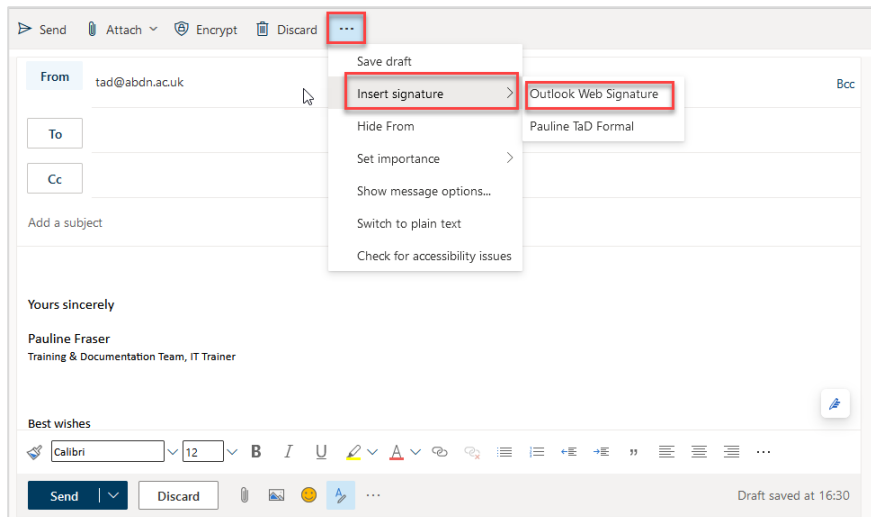 Send Attach Encrypt Discard ...
Save draft
From tad@abdn.ac.uk Bcc
Insert signature
Outlook Web Signature
Hide From
Pauline TaD Formal
To
Set importance
Cc
Show message options...
Add a subject
Switch to plain text
Check for accessibility issues
Yours sincerely
Pauline Fraser
Training & Documentation Team, IT Trainer
Best wishes
Calibri 12 B I U A ” ...
Send Discard ... Draft saved at 16:30